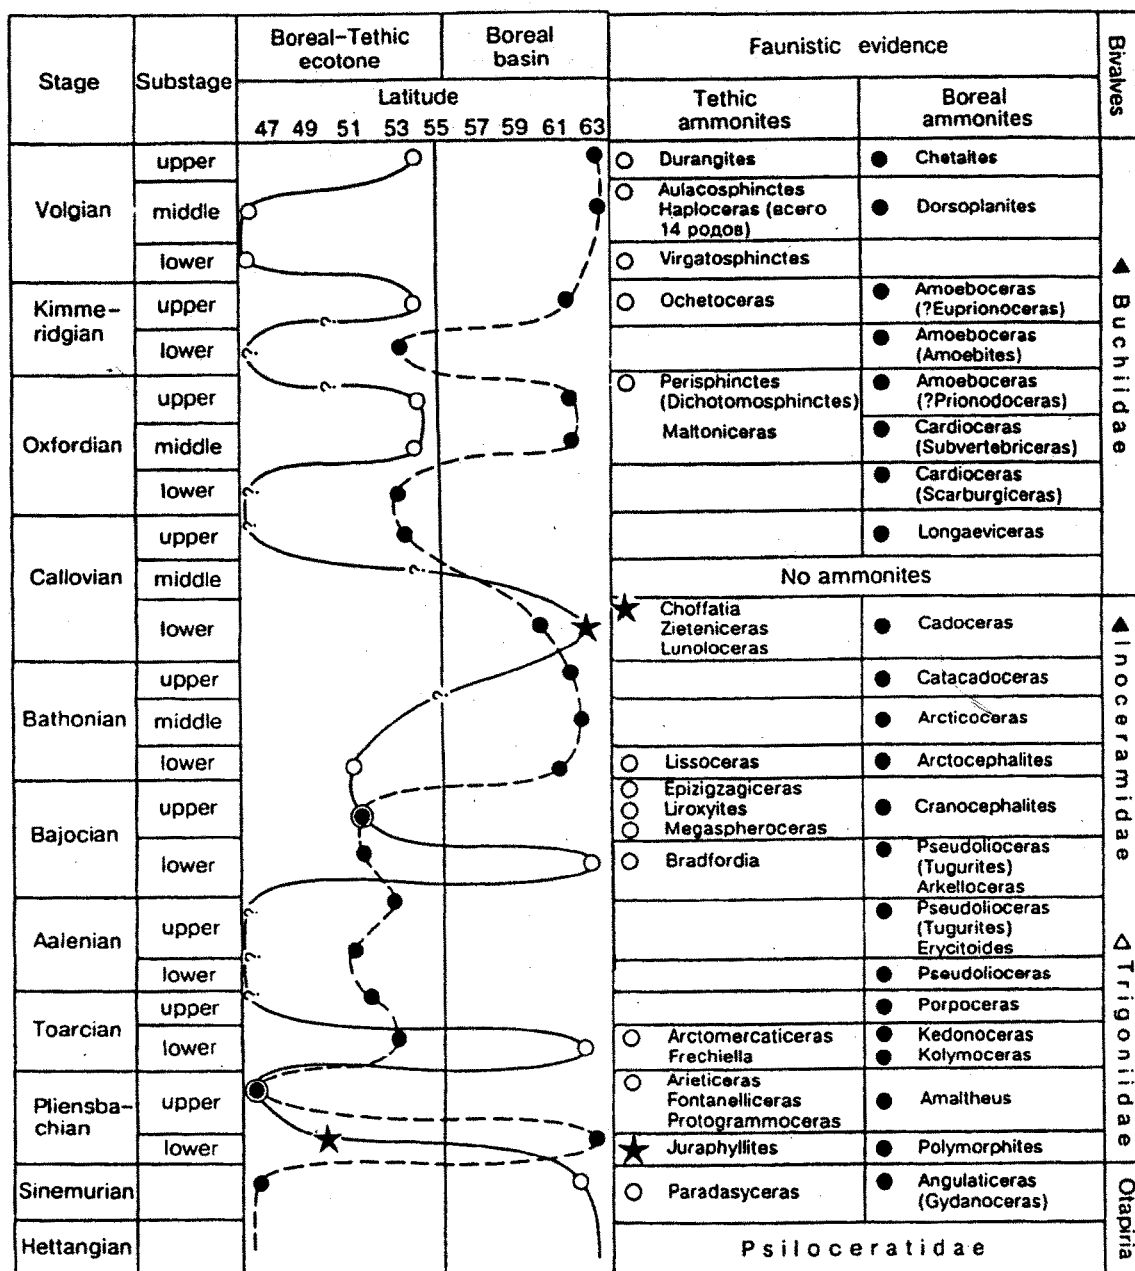 Stage
Substage
Boreal-Tethic
ecotone
Boreal
basin
Latitude
47 49 51 53 55 57 59 61 63
Faunistic evidence
Tethic
ammonites
Boreal
ammonites
Bivalves
Volgian
upper
Durangites
Chetaites
middle
Aulacosphinctes
Haploceras (всего
14 родов)
Dorsoplanites
lower
Virgatosphinctes
Kimme-
ridgian
upper
Ochetoceras
Amoeboceras
(?Euprionoceras)
?
lower
?
Amoeboceras
(Amoebites)
Oxfordian
?
upper
Perisphinctes
(Dichotomosphinctes)
Amoeboceras
(?Prionodoceras)
middle
Maltoniceras
Cardioceras
(Subvertebriceras)
lower
?
Cardioceras
(Scarburgiceras)
Callovian
upper
?
Longaeviceras
middle
?
No ammonites
lower
Choffatia
Zieteniceras
Lunoloceras
Cadoceras
Bathonian
upper
?
Catacadoceras
middle
Arcticoceras
lower
Lissoceras
Arctocephalites
Bajocian
upper
Epizigzagiceras
Liroxyites
Megaspheroceras
Cranocephalites
lower
Bradfordia
Pseudolioceras
(Tugurites)
Arkelloceras
Aalenian
upper
?
Pseudolioceras
(Tugurites)
Erycitoides
lower
?
Pseudolioceras
Toarcian
upper
?
Porpoceras
lower
Arctomercaticeras
Frechiella
Kedonoceras
Kolymoceras
Pliensba-
chian
upper
Arieticeras
Fontanelliceras
Protogrammoceras
Amaltheus
lower
Juraphyllites
Polymorphites
Sinemurian
Paradasyceras
Angulaticeras
(Gydanoceras)
Hettangian
Psiloceratidae
Buchiidae
Inoceramidae
Trigoniidae
Otapiria